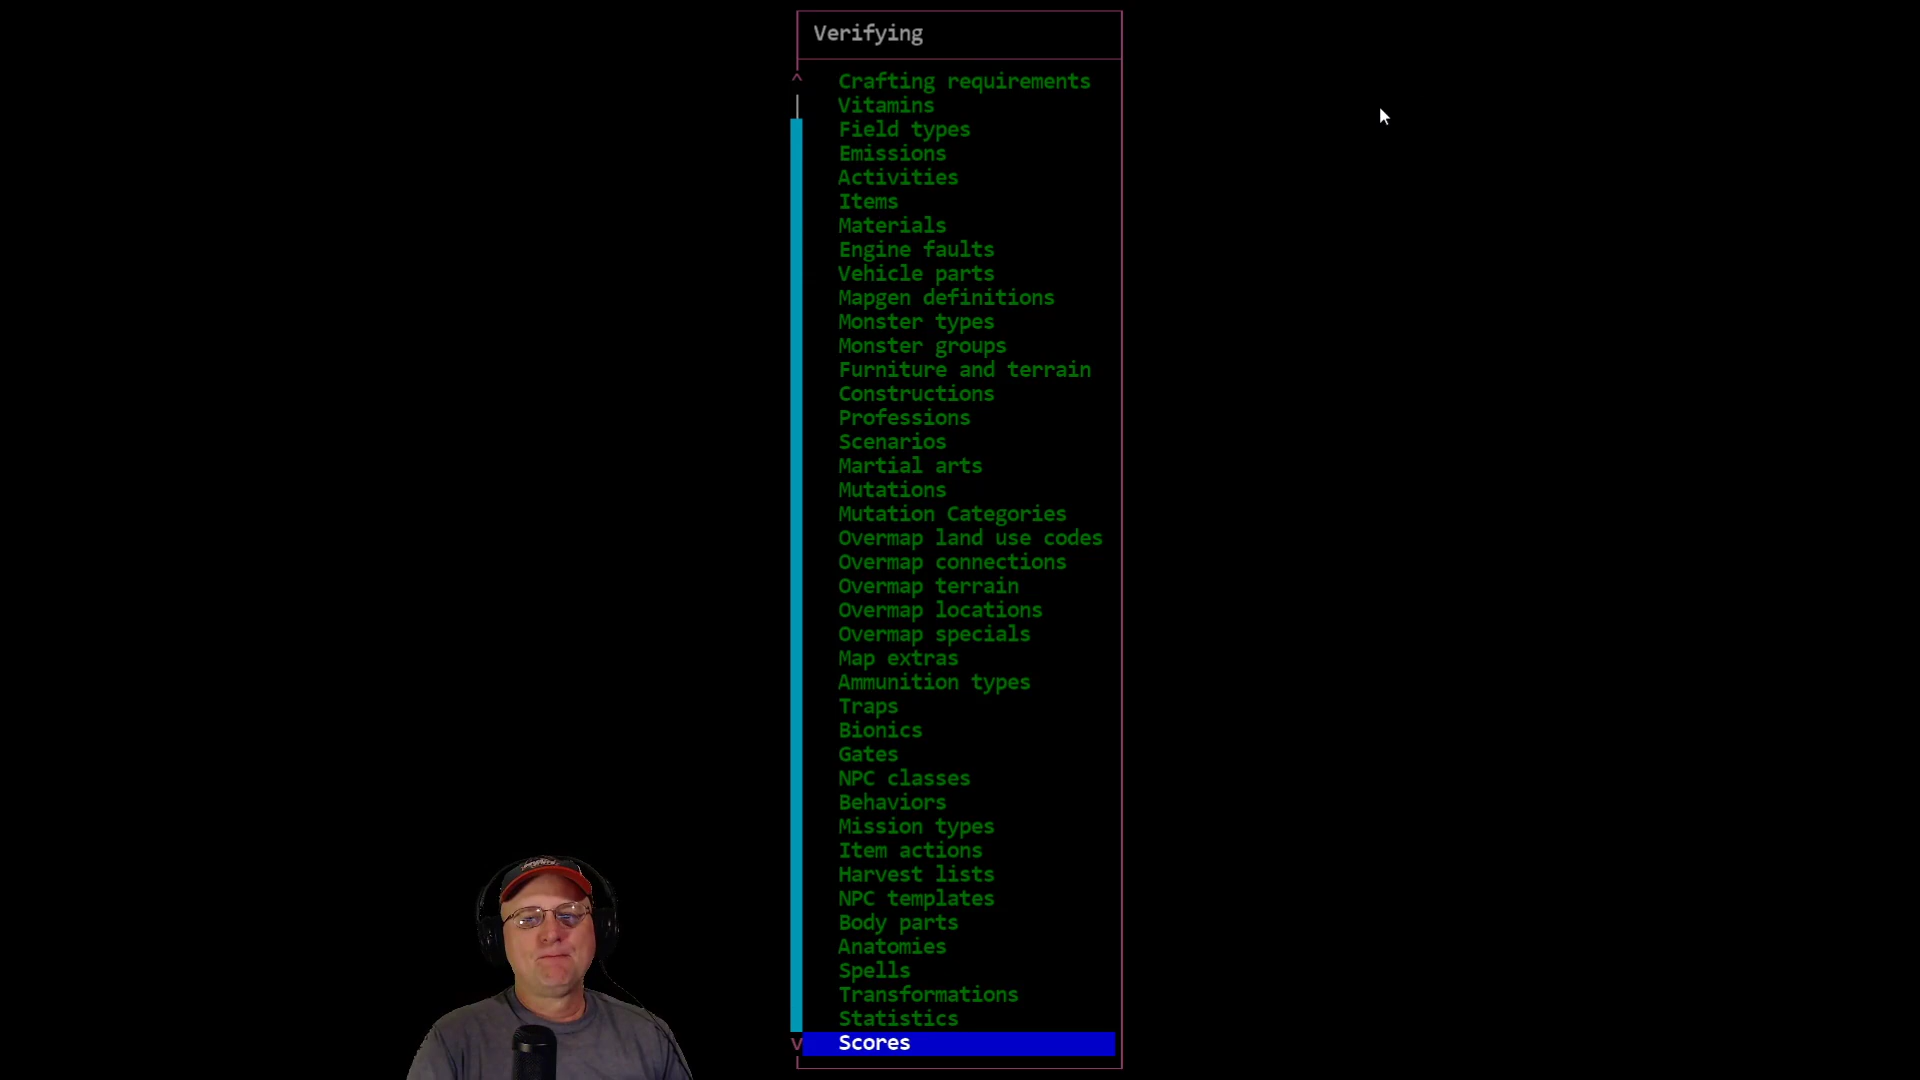 Verifying
Crafting requirements
Vitamins
Field types
Emissions
Activities
Items
Materials
Engine faults
Vehicle parts
Mapgen definitions
Monster types
Monster groups
Furniture and terrain
Constructions
Professions
Scenarios
Martial arts
Mutations
Mutation Categories
Overmap land use codes
Overmap connections
Overmap terrain
Overmap locations
Overmap specials
Map extras
Ammunition types
Traps
Bionics
Gates
NPC classes
Behaviors
Mission types
Item actions
Harvest lists
NPC templates
Body parts
Anatomies
Spells
Transformations
Statistics
Scores